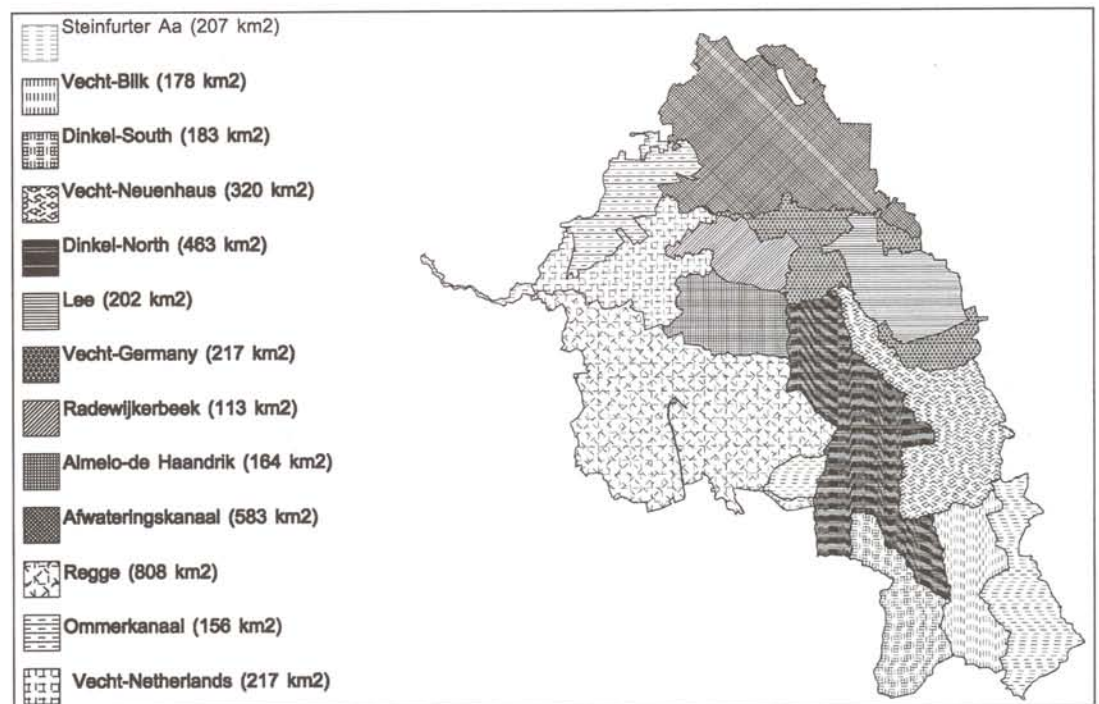 Steinfurter Aa (207 km2)
Vecht-Bilk (178 km2)
Dinkel-South (183 km2)
Vecht-Neuenhaus (320 km2)
Dinkel-North (463 km2)
Lee (202 km2)
Vecht-Germany (217 km2)
Radewijkerbeek (113 km2)
Almelo-de Haandrik (164 km2)
Afwateringskanaal (583 km2)
Regge (808 km2)
Ommerkanaal (156 km2)
Vecht-Netherlands (217 km2)